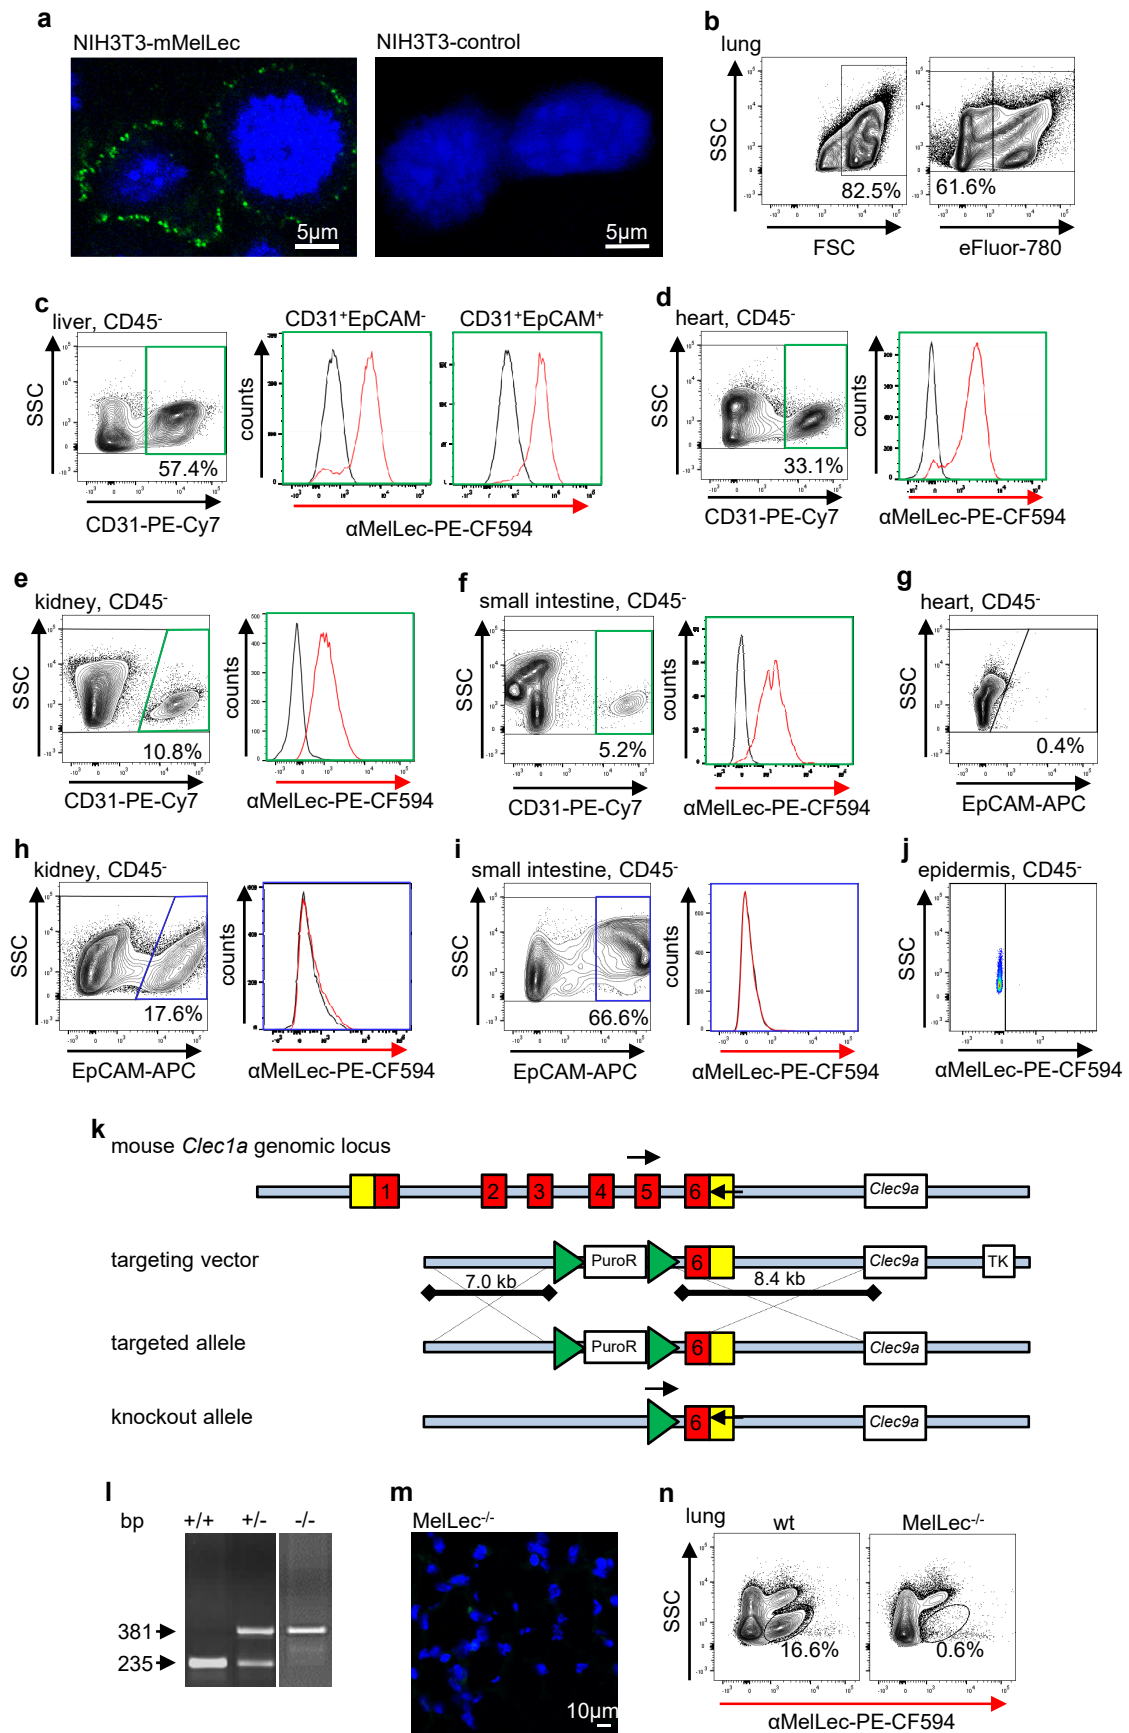 a
NIH3T3-mMelLec
NIH3T3-control
5µm
5µm
b
lung
SSC
82.5%
61.6%
FSC
eFluor-780
c
liver, CD45-
CD31+EpCAM-
CD31+EpCAM+
SSC
counts
57.4%
CD31-PE-Cy7
αMelLec-PE-CF594
d
heart, CD45-
SSC
counts
33.1%
CD31-PE-Cy7
αMelLec-PE-CF594
e
kidney, CD45-
SSC
counts
10.8%
CD31-PE-Cy7
αMelLec-PE-CF594
f
small intestine, CD45-
SSC
counts
5.2%
CD31-PE-Cy7
αMelLec-PE-CF594
g
heart, CD45-
SSC
0.4%
EpCAM-APC
h
kidney, CD45-
SSC
counts
17.6%
EpCAM-APC
αMelLec-PE-CF594
i
small intestine, CD45-
SSC
counts
66.6%
EpCAM-APC
αMelLec-PE-CF594
j
epidermis, CD45-
SSC
αMelLec-PE-CF594
k
mouse Clec1a genomic locus
1 2 3 4 5 6 Clec9a
targeting vector
PuroR 6 Clec9a TK
7.0 kb 8.4 kb
targeted allele
PuroR 6 Clec9a
knockout allele
6 Clec9a
l
bp +/+ +/- -/-
381
235
m
MelLec-/-
10µm
n
lung
wt
MelLec-/-
SSC
16.6%
0.6%
αMelLec-PE-CF594